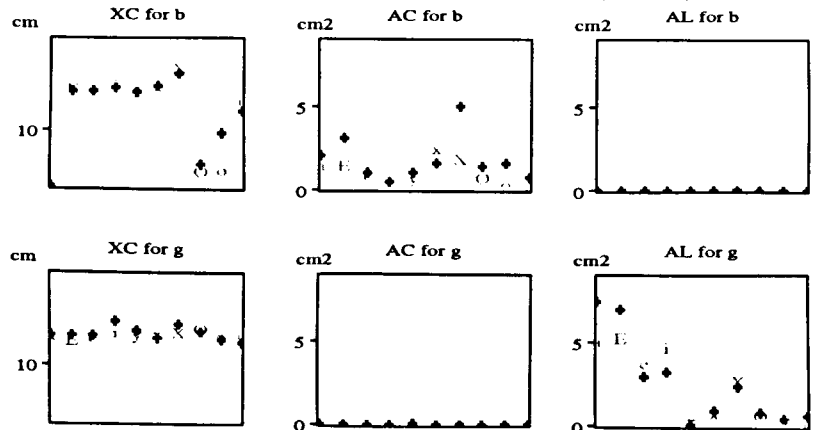 cm XC for b cm2 AC for b cm2 AL for b
10 5 5
0 0
E X O o
E x X y O
cm XC for g cm2 AC for g cm2 AL for g
10 5 5
0 0
E i y x X O
E s i x